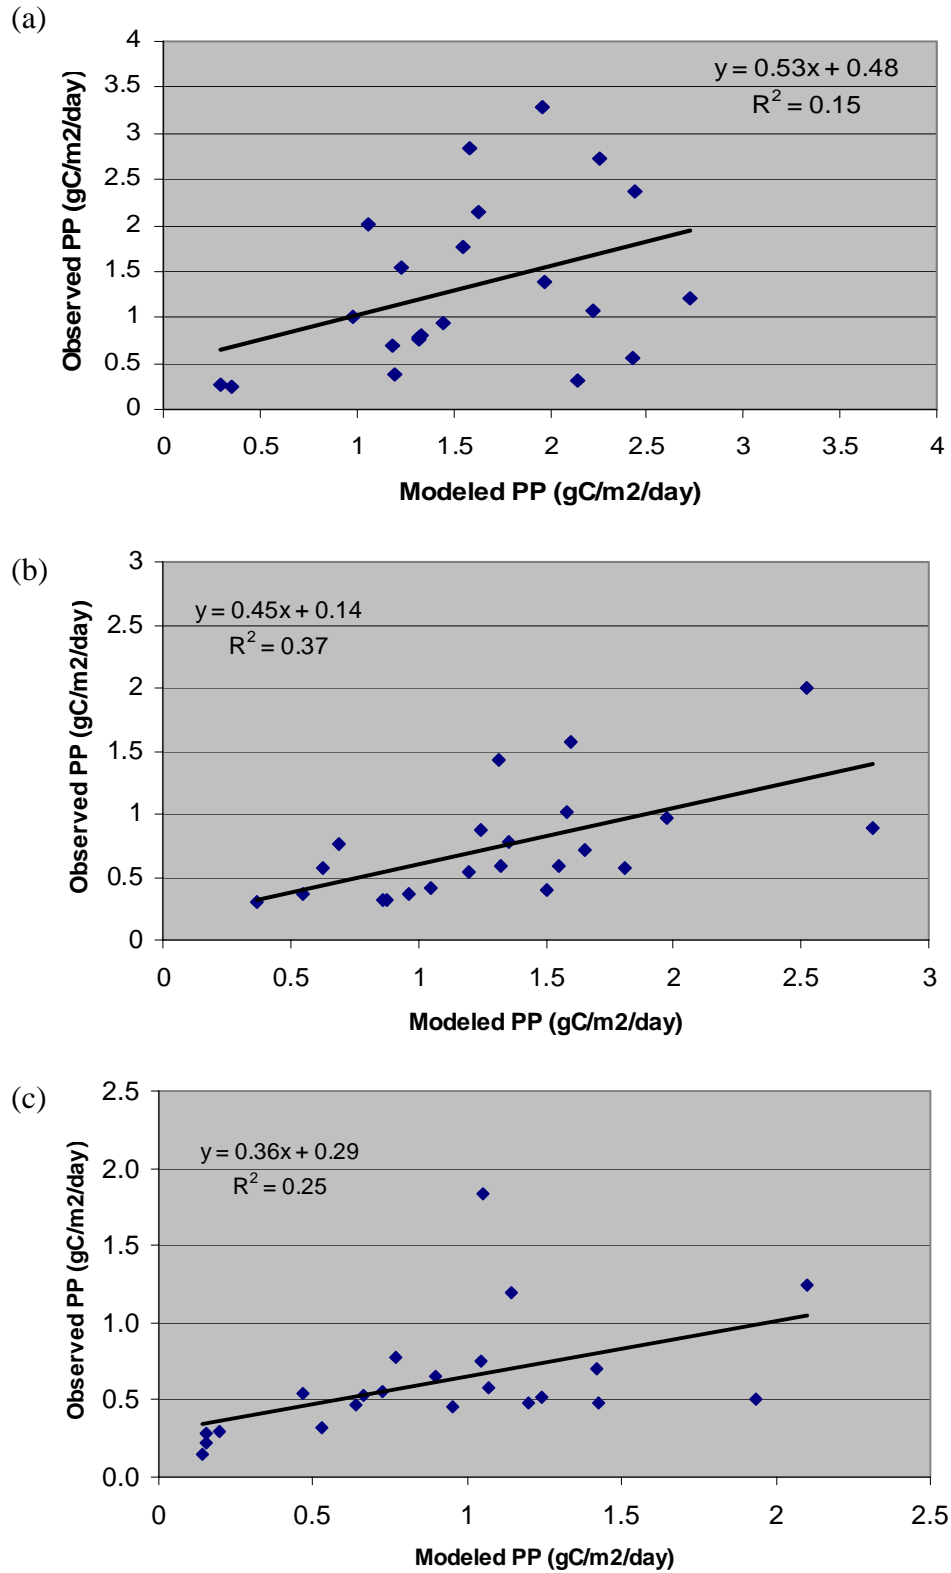 (a)
4
3.5
3
2.5
2
1.5
1
0.5
0
Observed PP (gC/m2/day)
y = 0.53x + 0.48
R² = 0.15
0 0.5 1 1.5 2 2.5 3 3.5 4
Modeled PP (gC/m2/day)
(b)
3
2.5
2
1.5
1
0.5
0
Observed PP (gC/m2/day)
y = 0.45x + 0.14
R² = 0.37
0 0.5 1 1.5 2 2.5 3
Modeled PP (gC/m2/day)
(c)
2.5
2.0
1.5
1.0
0.5
0.0
Observed PP (gC/m2/day)
y = 0.36x + 0.29
R² = 0.25
0 0.5 1 1.5 2 2.5
Modeled PP (gC/m2/day)